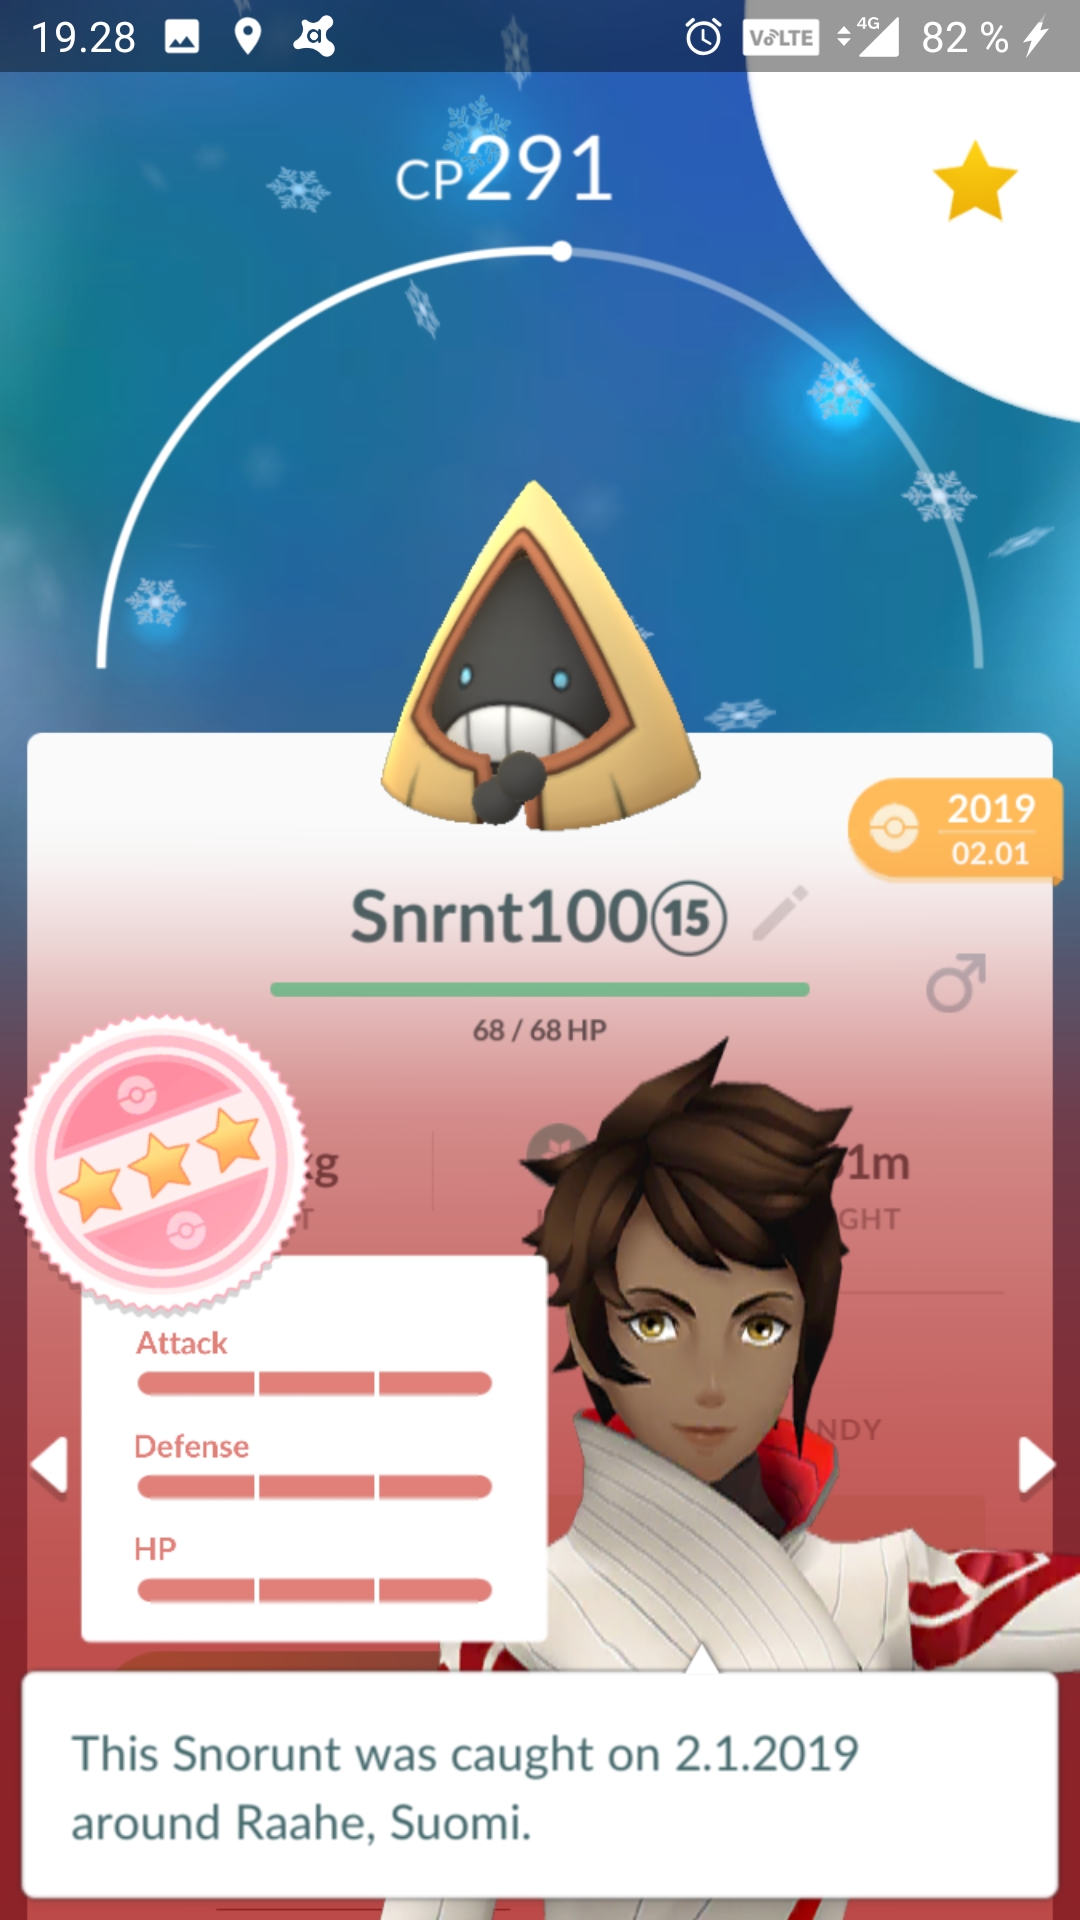 19.28 VoLTE 4G 82 %
CP291
2019
02.01
Snrnt100⑮
68 / 68 HP
kg
1m
GHT
Attack
Defense
NDY
HP
This Snorunt was caught on 2.1.2019
around Raahe, Suomi.